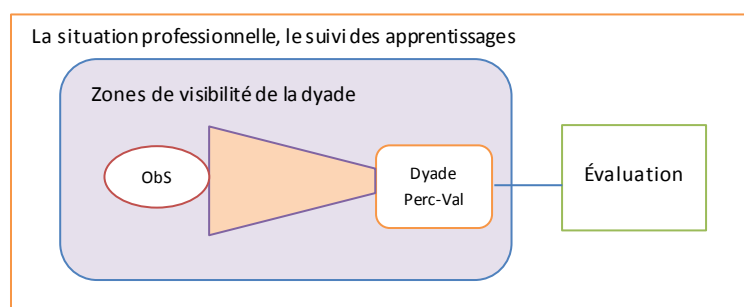 La situation professionnelle, le suivi des apprentissages
Zones de visibilité de la dyade
ObS
Dyade
Perc-Val
Évaluation